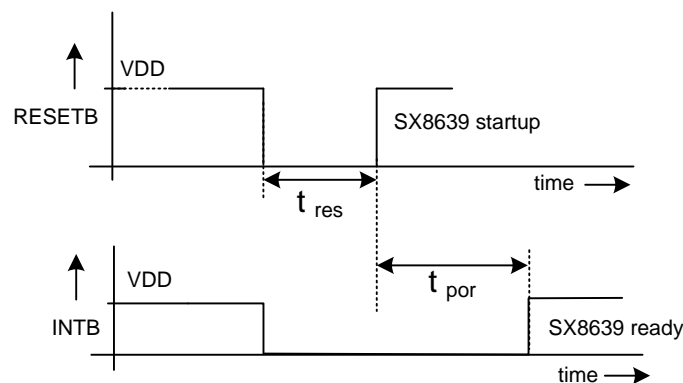 VDD
RESETB
SX8639 startup
time
t res
VDD
t por
INTB
SX8639 ready
time